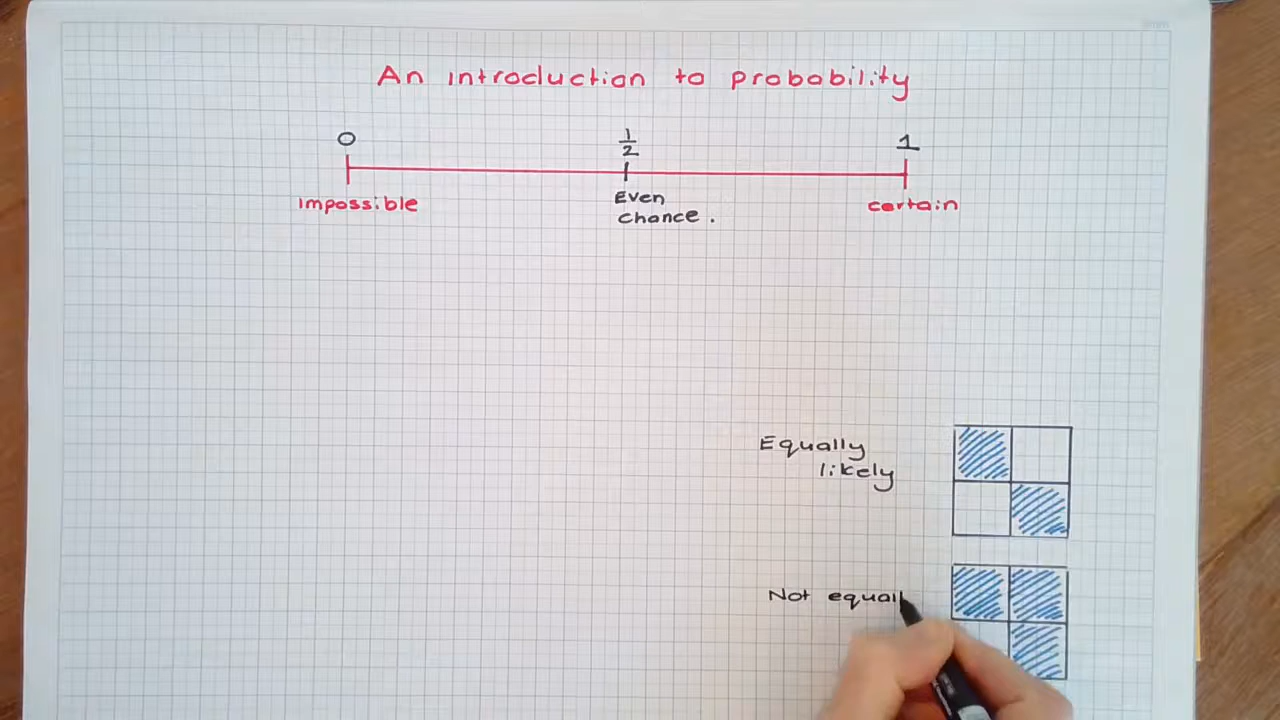 An introduction to probability
0
1/2
1
impossible
Even
chance.
certain
Equally
likely
Not equall